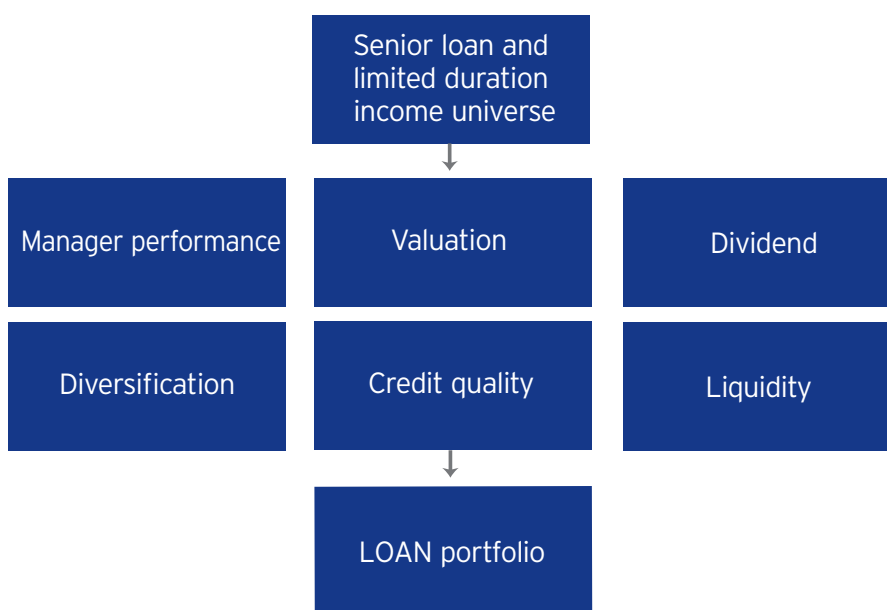 Senior loan and
limited duration
income universe
Manager performance
Valuation
Dividend
Diversification
Credit quality
Liquidity
LOAN portfolio